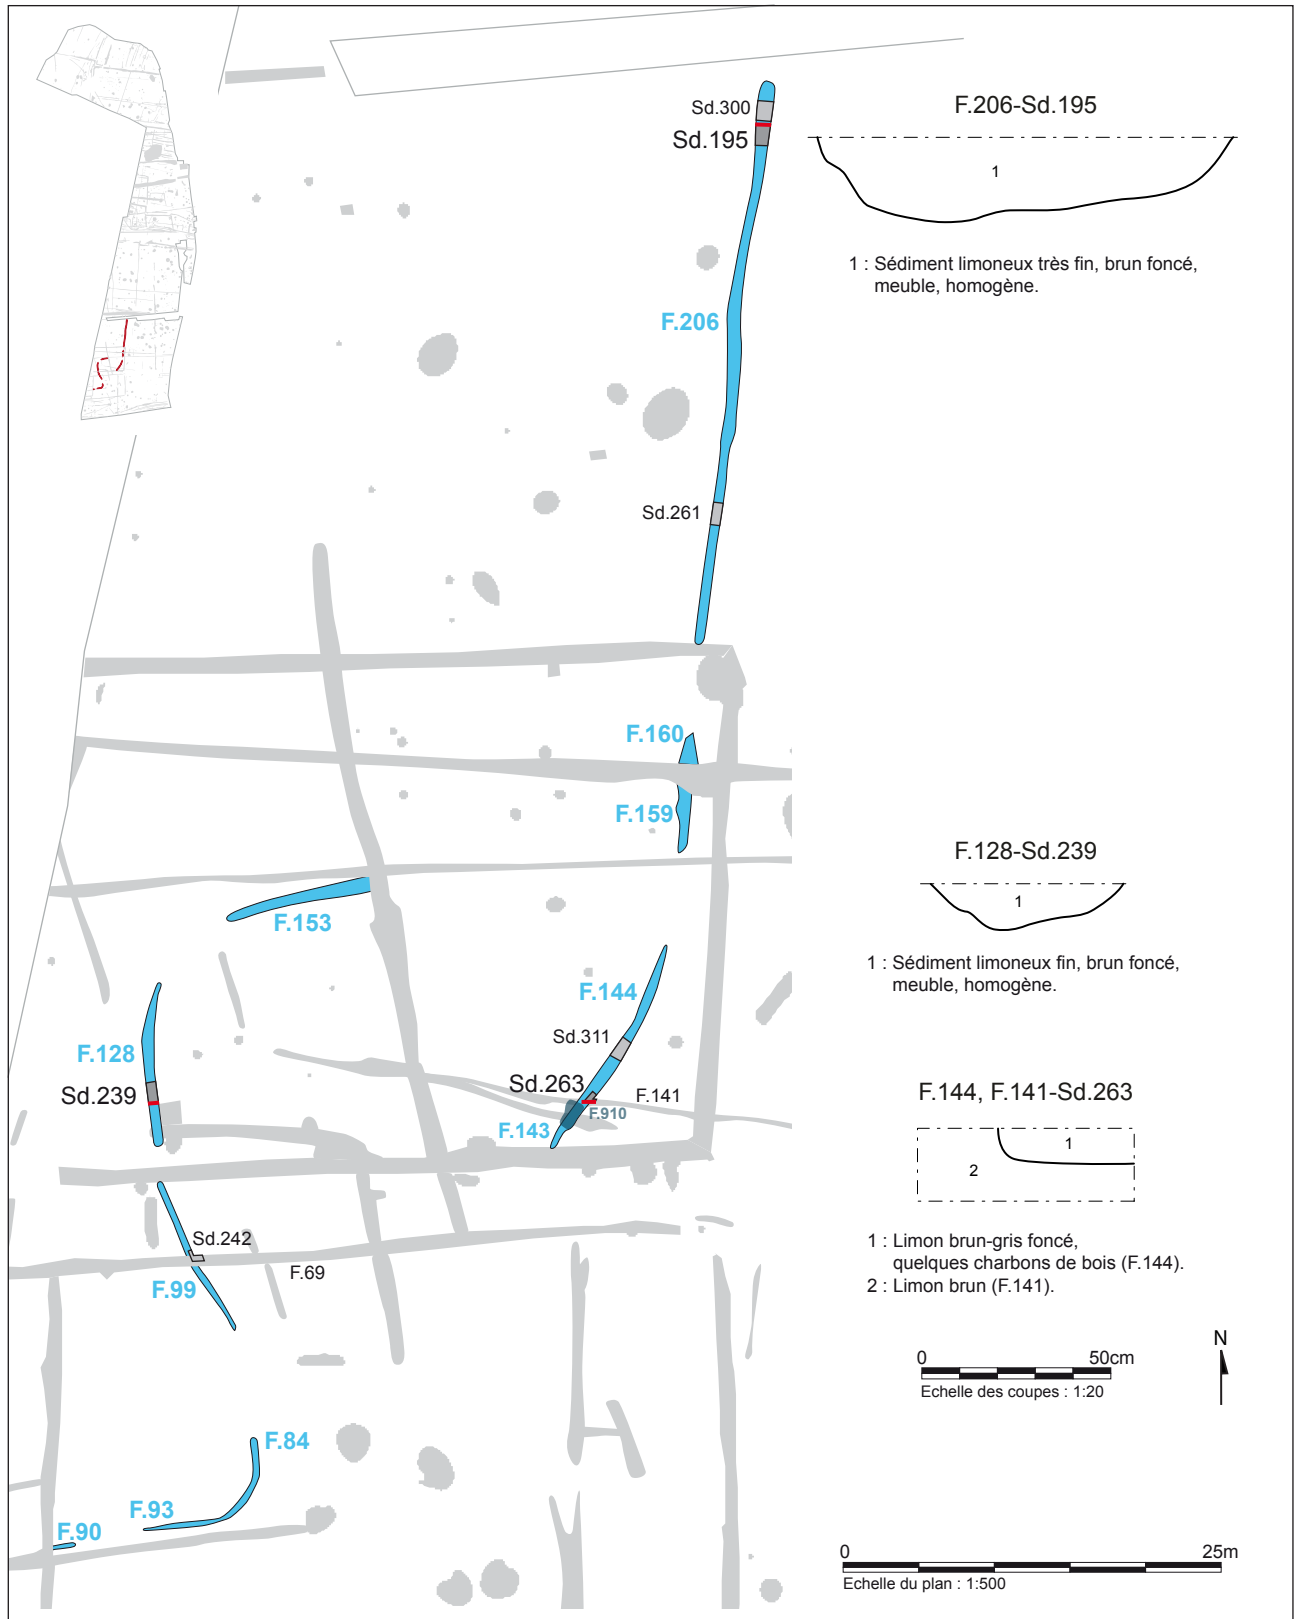 Sd.300
Sd.195
F.206
Sd.261
F.160
F.159
F.153
F.144
Sd.311
F.128
Sd.239
Sd.263
F.141
F.910
F.143
Sd.242
F.69
F.99
F.84
F.93
F.90
F.206-Sd.195
1
1 : Sédiment limoneux très fin, brun foncé,
meuble, homogène.
F.128-Sd.239
1
1 : Sédiment limoneux fin, brun foncé,
meuble, homogène.
F.144, F.141-Sd.263
1
2
1 : Limon brun-gris foncé,
quelques charbons de bois (F.144).
2 : Limon brun (F.141).
0 50cm
Echelle des coupes : 1:20
N
0 25m
Echelle du plan : 1:500